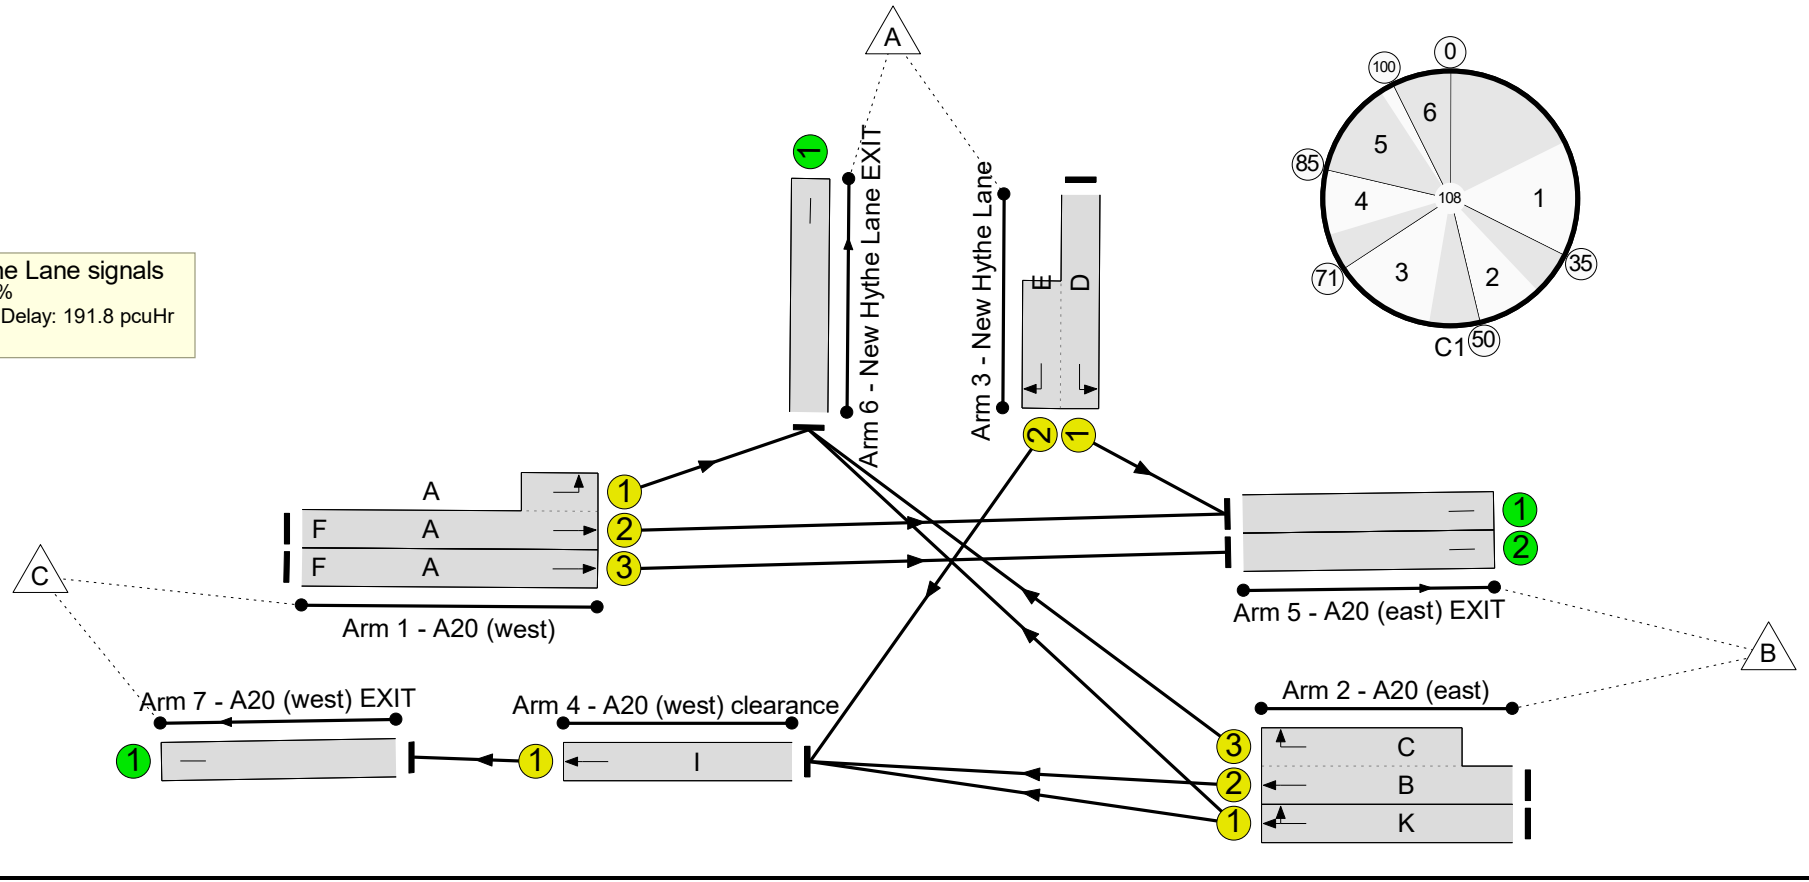 A
0
100
6
5
1
85
4
108
1
3
2
35
71
50
C1
1
Arm 6 - New Hythe Lane EXIT
Arm 3 - New Hythe Lane
E
D
ne Lane signals
%
Delay: 191.8 pcuHr
2
1
A
1
F
A
2
F
A
3
1
2
C
Arm 1 - A20 (west)
Arm 5 - A20 (east) EXIT
B
Arm 7 - A20 (west) EXIT
Arm 4 - A20 (west) clearance
Arm 2 - A20 (east)
1
1
I
3
C
2
B
1
K